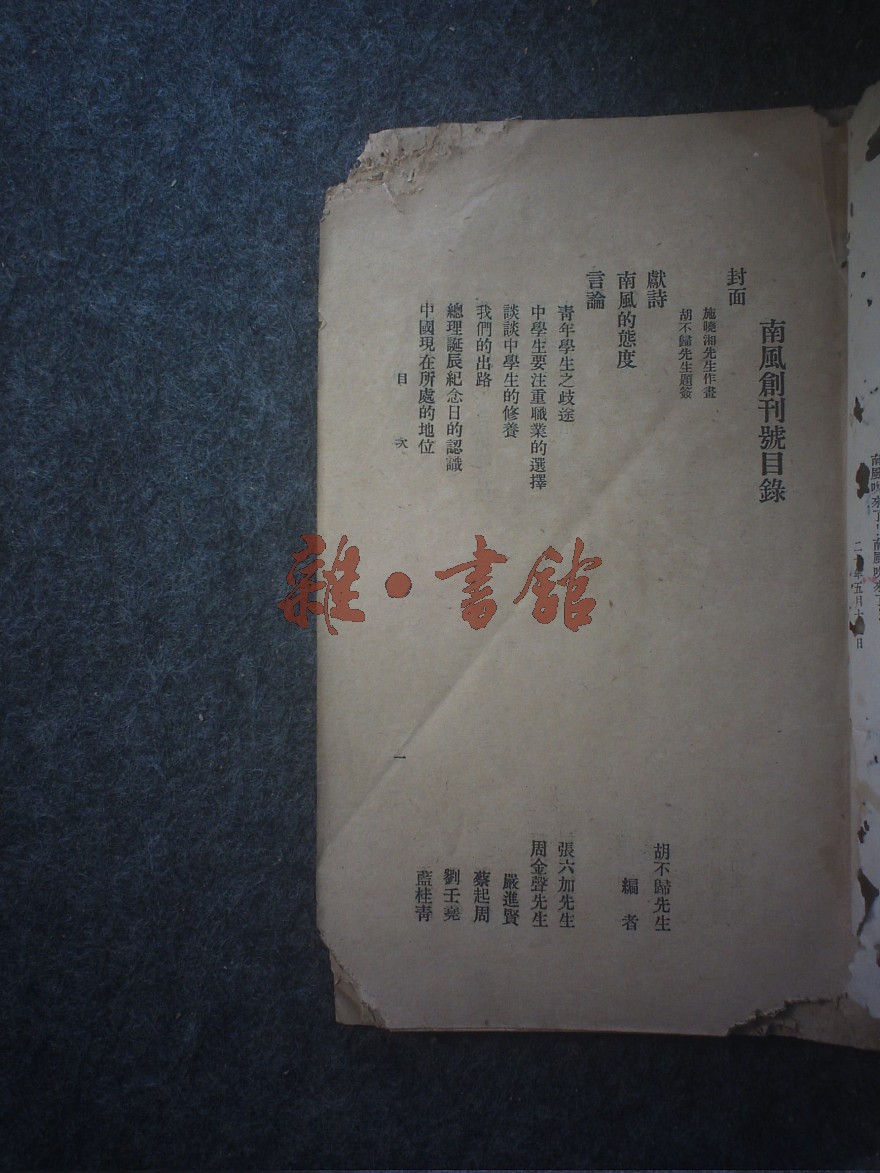 南風創刊號目錄
封面
施曉湘先生作畫
胡不歸先生題簽
獻詩 胡不歸先生
南風的態度 編者
言論
靑年學生之歧途 張六加先生
中學生要注重職業的選擇 周金聲先生
談談中學生的修養 嚴進賢
我們的出路 蔡起周
總理誕辰紀念日的認識 劉壬堯
中國現在所處的地位 藍桂靑
目次 一
雜·書館